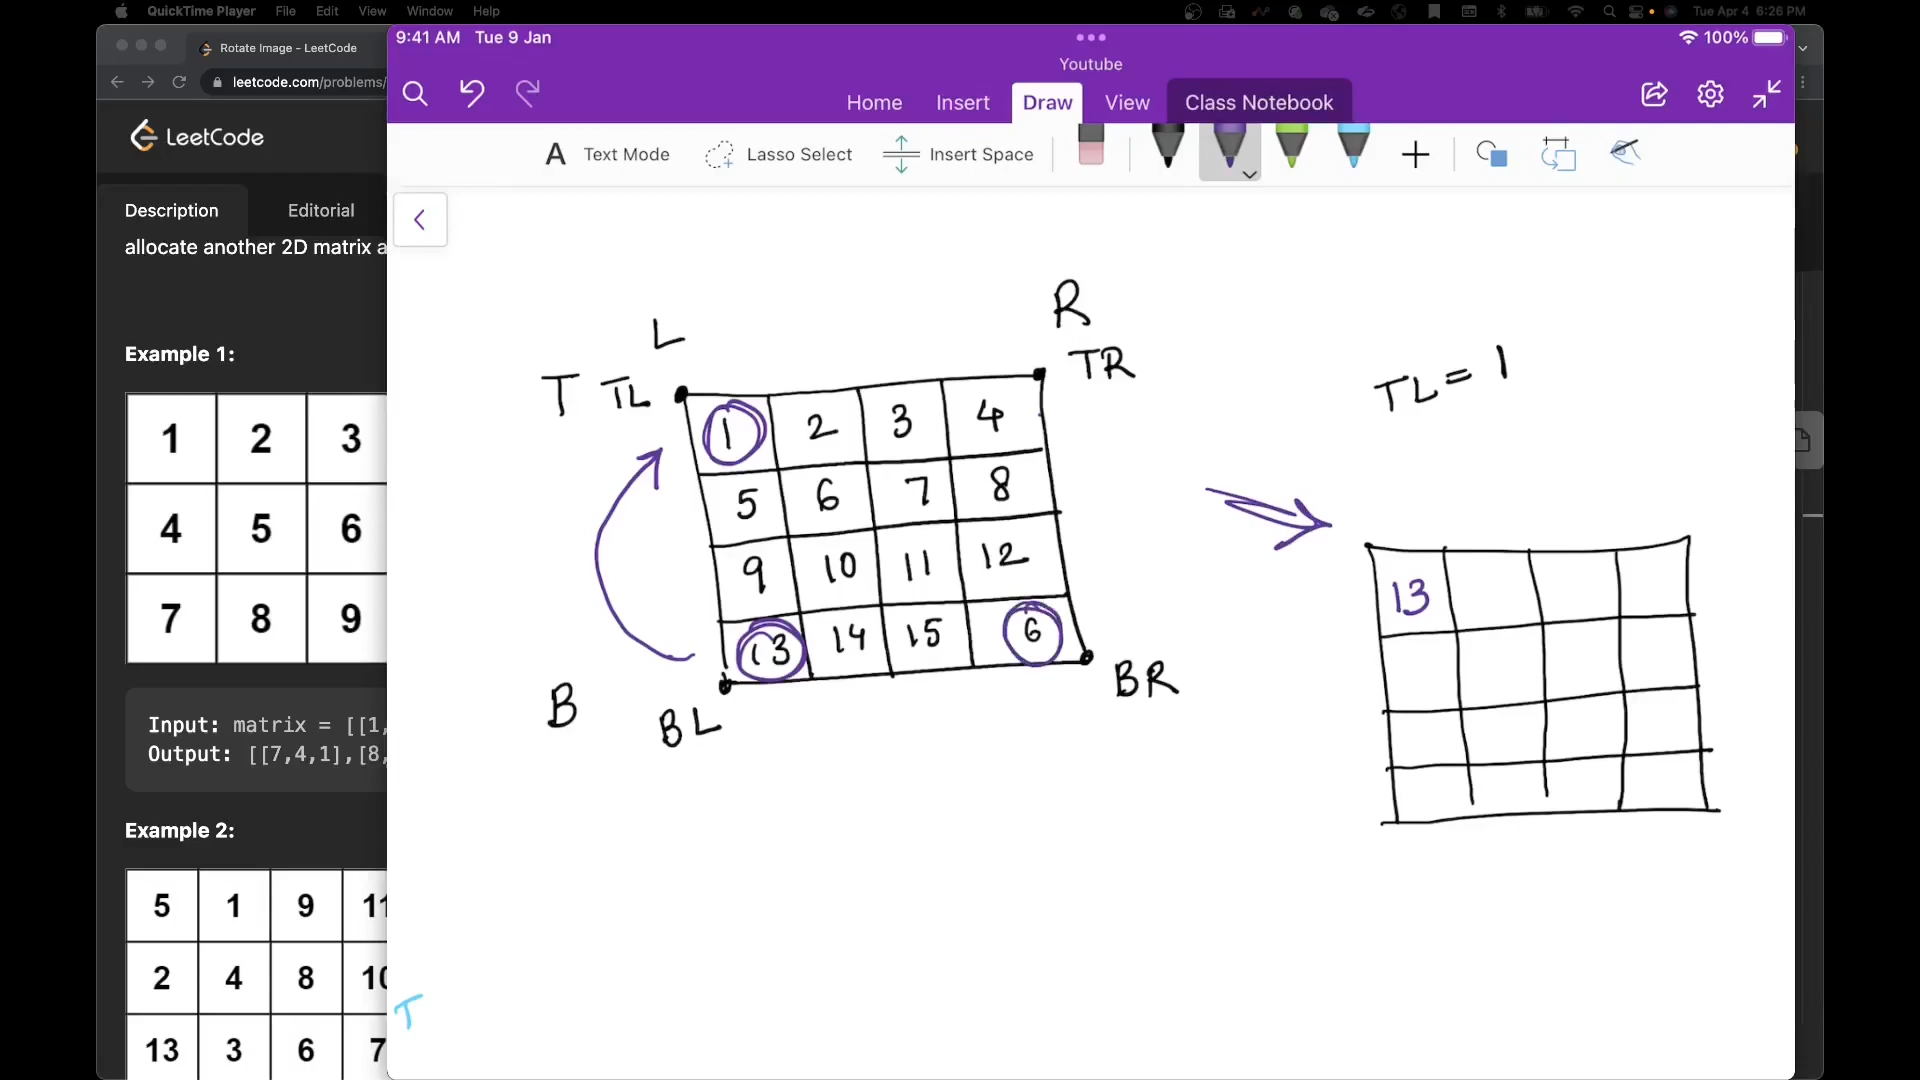 QuickTime Player File Edit View Window Help Tue Apr 4 6:26 PM
Rotate Image - LeetCode
leetcode.com/problems/
LeetCode
Description Editorial
allocate another 2D matrix a
Example 1:
1 2 3
4 5 6
7 8 9
Input: matrix = [[1,
Output: [[7,4,1],[8,
Example 2:
5 1 9 11
2 4 8 10
13 3 6 7
9:41 AM Tue 9 Jan 100%
Youtube
Home Insert Draw View Class Notebook
A Text Mode Lasso Select Insert Space
L R
T TL TR
1 2 3 4
5 6 7 8
9 10 11 12
13 14 15 6
B BL BR
TL = 1
13
T